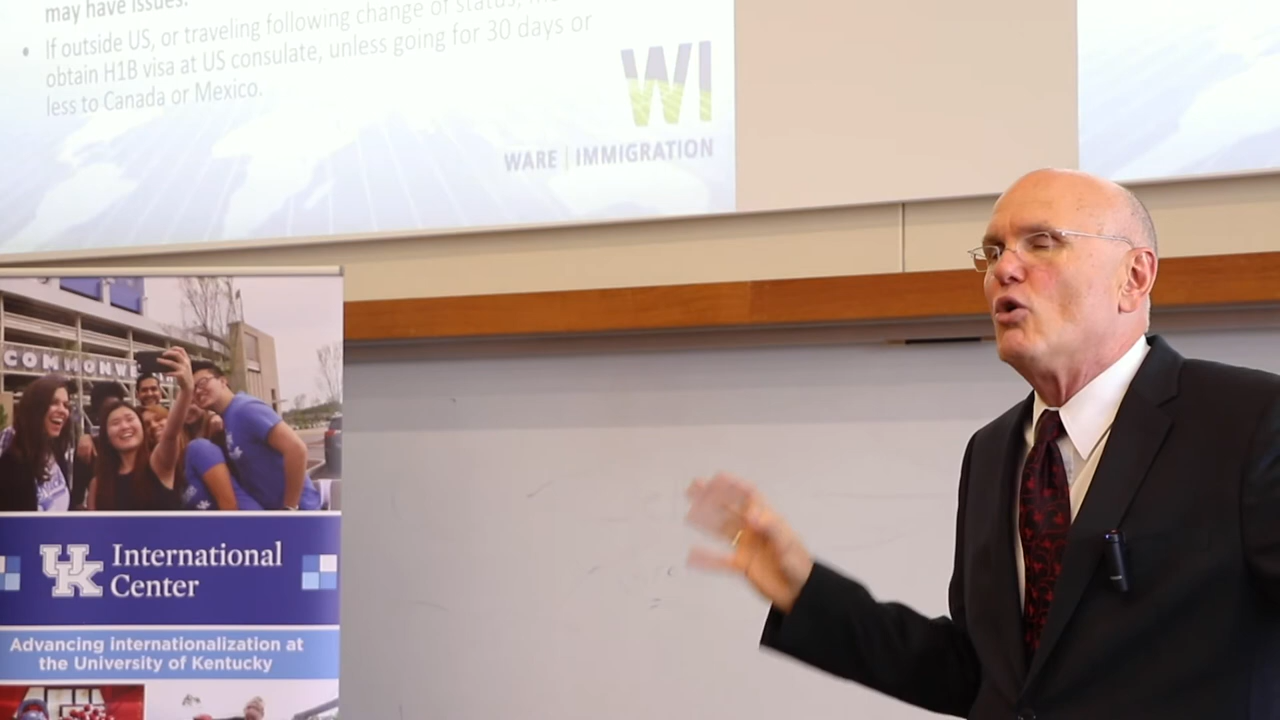 may have issues.
• If outside US, or traveling following change of status,
obtain H1B visa at US consulate, unless going for 30 days or
less to Canada or Mexico.
WI
WARE | IMMIGRATION
COMMONWE
UK International
Center
Advancing internationalization at
the University of Kentucky